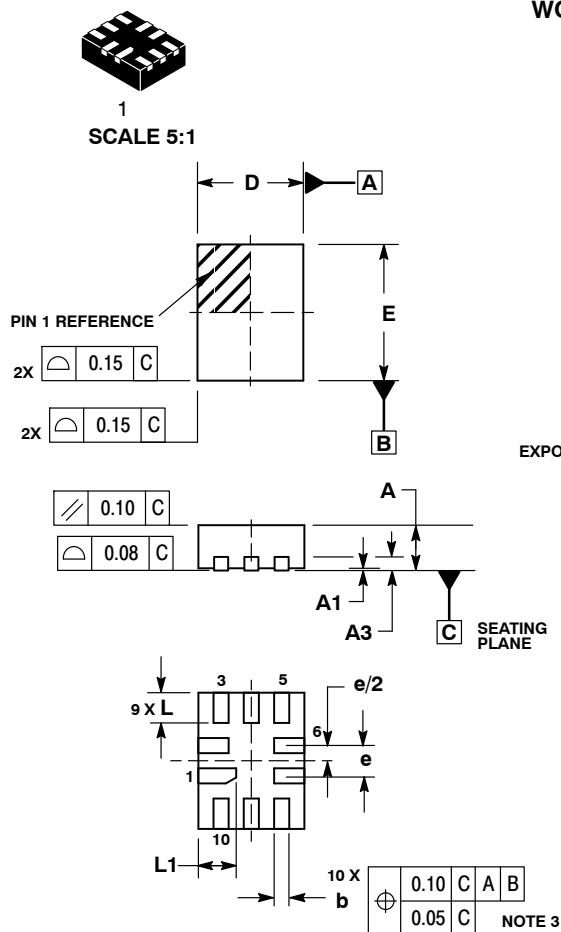 WQ
1
SCALE 5:1
D
A
PIN 1 REFERENCE
E
2X 0.15 C
2X 0.15 C
B
EXPO
A
// 0.10 C
0.08 C
A1
A3
C SEATING
PLANE
3 5 e/2
9 X L
6
e
1
10
L1
10 X
b
0.10 C A B
0.05 C NOTE 3